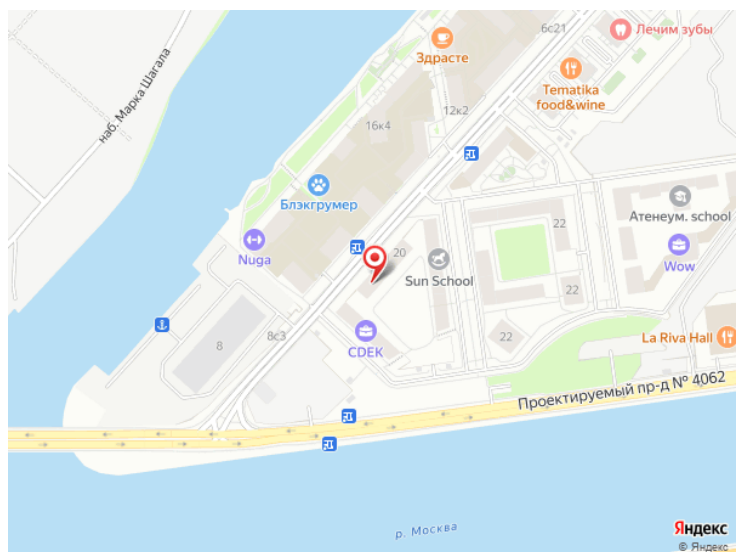 6с21
Лечим зубы
Здрасте
Tematika
food&wine
наб. Марка Шагала
12к2
16к4
Блэкгрумер
Атенеум. school
22
Nuga
20
Sun School
Wow
22
8с3
8
CDEK
22
La Riva Hall
Проектируемый пр-д № 4062
р. Москва
Яндекс
© Яндекс